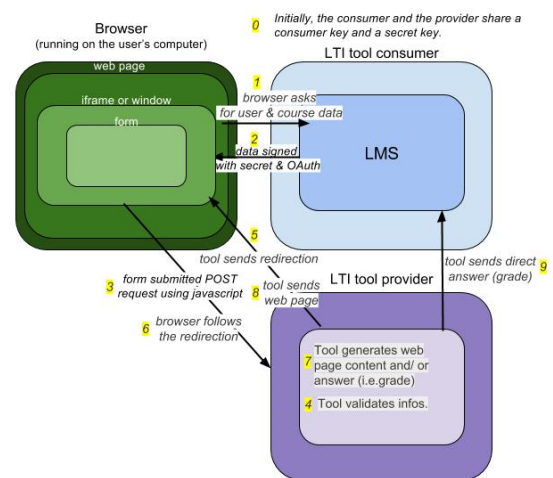 Browser
(running on the user's computer)
0 Initially, the consumer and the provider share a
consumer key and a secret key.
LTI tool consumer
web page
iframe or window
form
1
browser asks
for user & course data
2
data signed
with secret & OAuth
LMS
5
tool sends redirection
3 form submitted POST
request using javascript
8 tool sends
web page
6 browser follows
the redirection
tool sends direct
answer (grade)
9
LTI tool provider
7 Tool generates web
page content and/ or
answer (i.e.grade)
4 Tool validates infos.